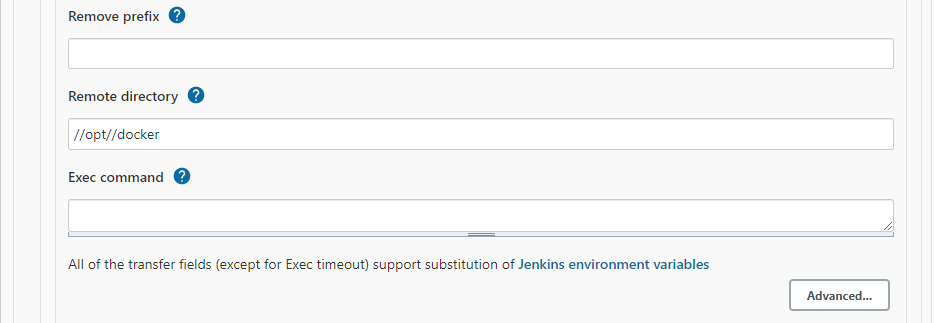 Remove prefix ?
Remote directory ?
//opt//docker
Exec command ?
All of the transfer fields (except for Exec timeout) support substitution of Jenkins environment variables
Advanced...